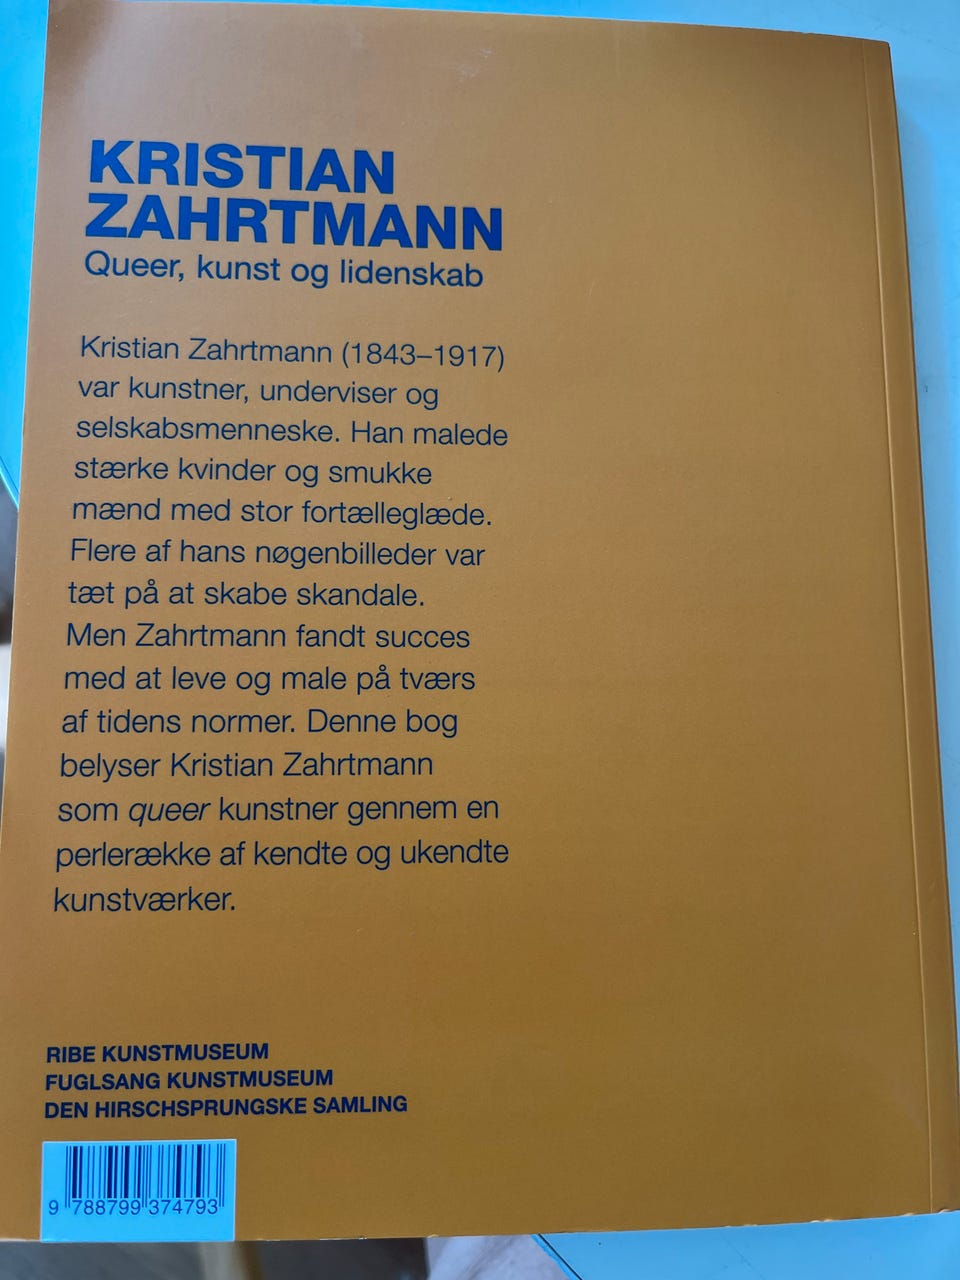 KRISTIAN
ZAHRTMANN
Queer, kunst og lidenskab
Kristian Zahrtmann (1843–1917)
var kunstner, underviser og
selskabsmenneske. Han malede
stærke kvinder og smukke
mænd med stor fortælleglæde.
Flere af hans nøgenbilleder var
tæt på at skabe skandale.
Men Zahrtmann fandt succes
med at leve og male på tværs
af tidens normer. Denne bog
belyser Kristian Zahrtmann
som queer kunstner gennem en
perlerække af kendte og ukendte
kunstværker.
RIBE KUNSTMUSEUM
FUGLSANG KUNSTMUSEUM
DEN HIRSCHSPRUNGSKE SAMLING
9 788799 374793